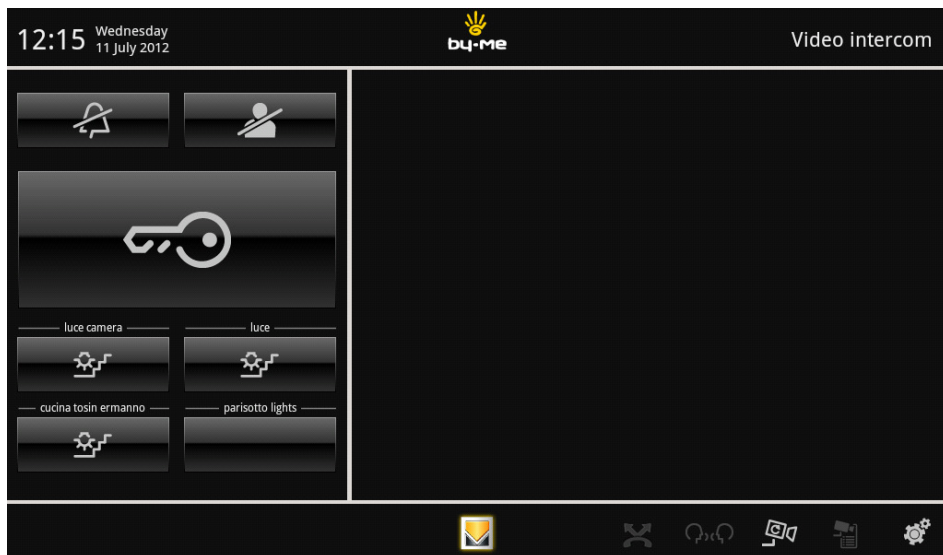 12:15
Wednesday
11 July 2012
by-me
Video intercom
luce camera
luce
cucina tosin ermanno
parisotto lights